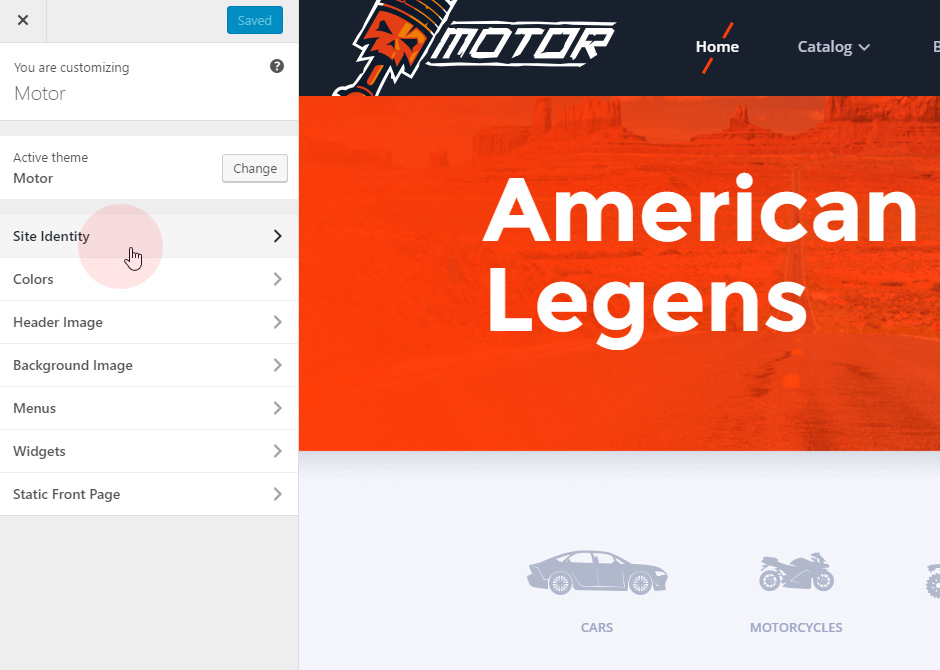 Saved
You are customizing
Motor
Active theme
Motor
Change
Site Identity
Colors
Header Image
Background Image
Menus
Widgets
Static Front Page
MOTOR
Home
Catalog
B
American
Legens
CARS
MOTORCYCLES